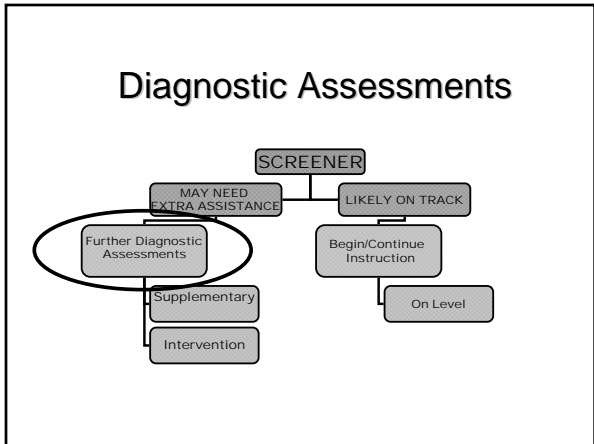 Diagnostic Assessments
SCREENER
MAY NEED
EXTRA ASSISTANCE
LIKELY ON TRACK
Further Diagnostic
Assessments
Begin/Continue
Instruction
Supplementary
On Level
Intervention